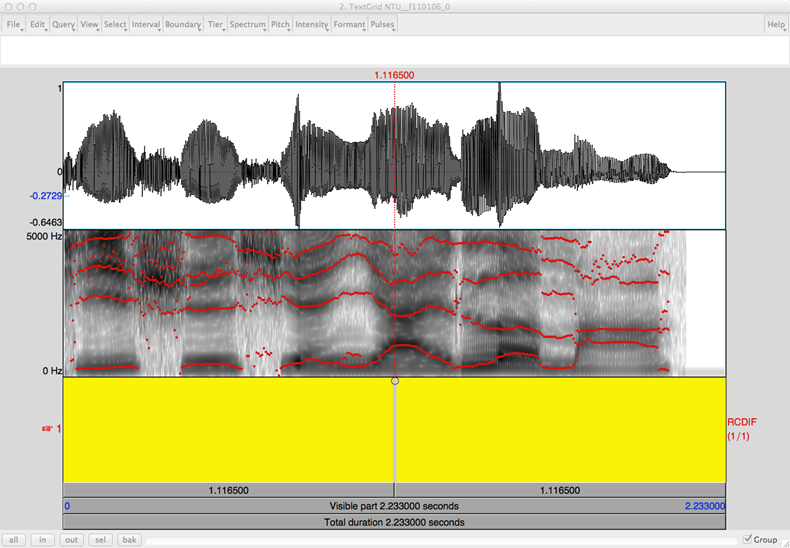 2. TextGrid NTU__f110106_0
File Edit Query View Select Interval Boundary Tier Spectrum Pitch Intensity Formant Pulses Help
1.116500
1
0
-0.2729
-0.6463
5000 Hz
0 Hz
1
RCDIF
(1/1)
1.116500 1.116500
0 Visible part 2.233000 seconds 2.233000
Total duration 2.233000 seconds
all in out sel bak Group